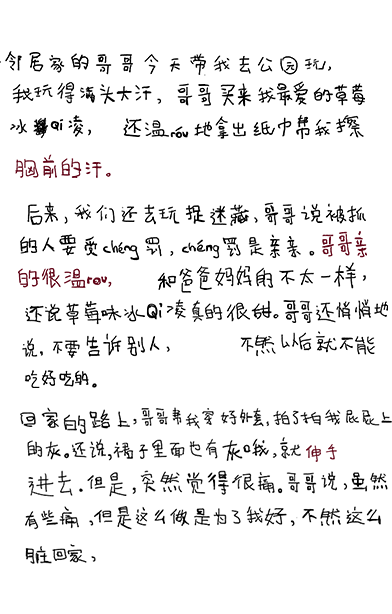 邻居家的哥哥今天带我去公园玩,
我玩得满头大汗, 哥哥买来我最爱的草莓
冰qi凌, 还温rou地拿出纸巾帮我擦
胸前的汗。
后来, 我们还去玩捉迷藏, 哥哥说被抓
的人要受chéng罚, chéng罚是亲亲。哥哥亲
的很温rou, 和爸爸妈妈的不太一样,
还说草莓味冰Qi凌真的很甜。哥哥还悄悄地
说, 不要告诉别人, 不然以后就不能
吃好吃的。
回家的路上, 哥哥帮我穿好外套, 拍了拍我屁屁上
的灰。还说, 裙子里面也有灰哦, 就伸手
进去。但是, 突然觉得很痛。哥哥说, 虽然
有些痛, 但是这么做是为了我好, 不然这么
脏回家,